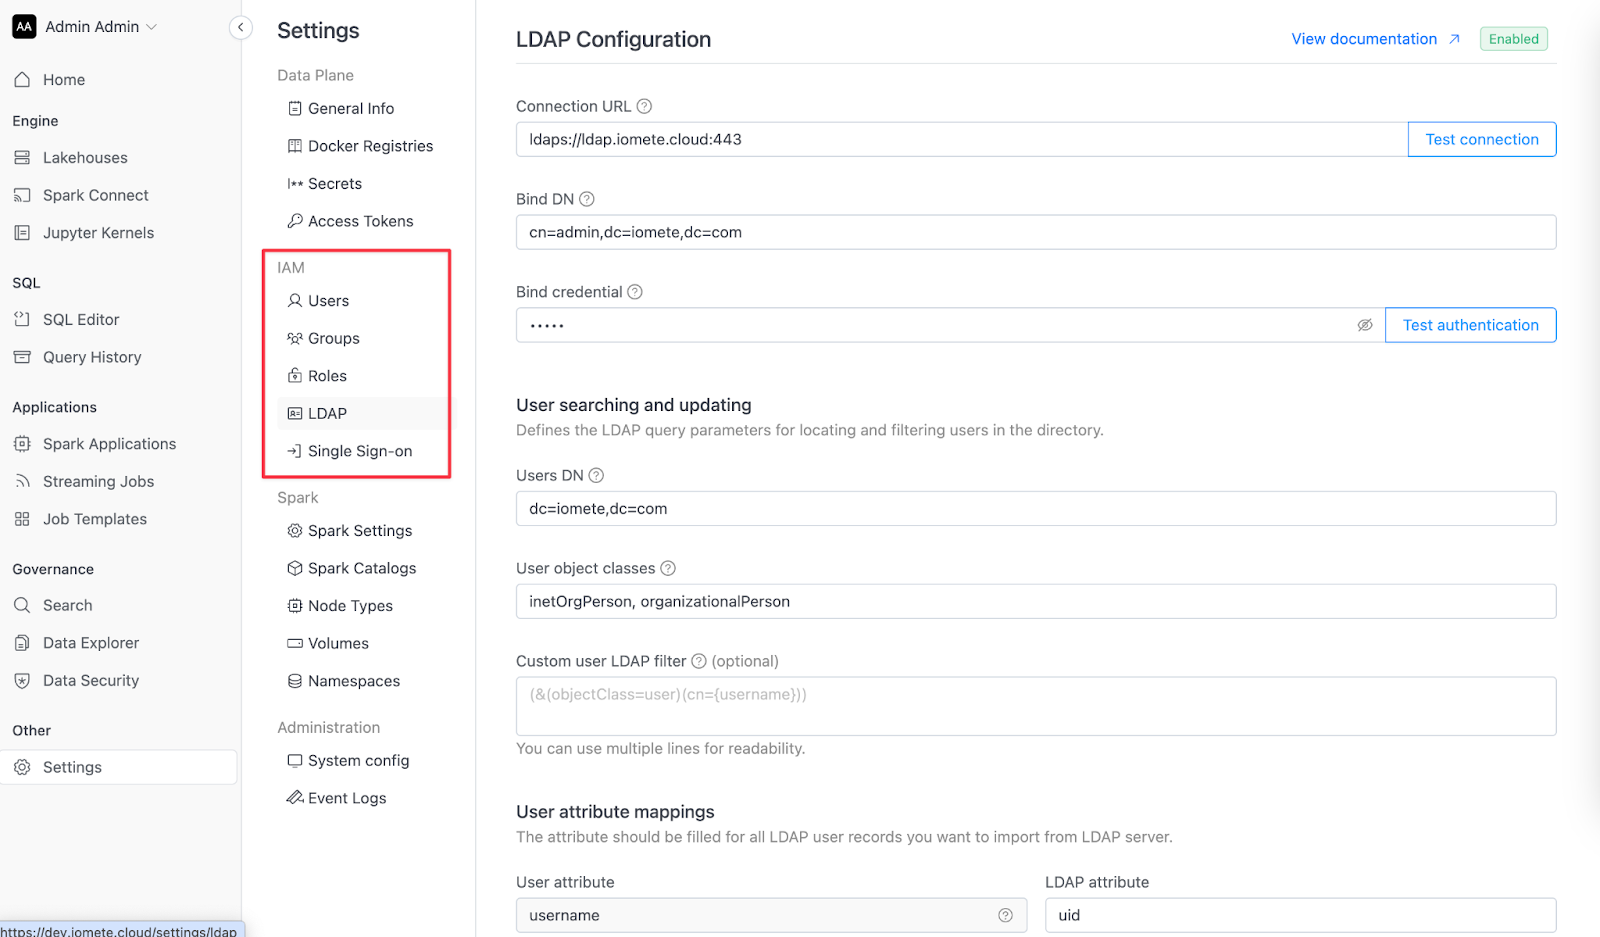 AA Admin Admin
Home
Engine
Lakehouses
Spark Connect
Jupyter Kernels
SQL
SQL Editor
Query History
Applications
Spark Applications
Streaming Jobs
Job Templates
Governance
Search
Data Explorer
Data Security
Other
Settings
https://dev.iomete.cloud/settings/ldap
Settings
Data Plane
General Info
Docker Registries
Secrets
Access Tokens
IAM
Users
Groups
Roles
LDAP
Single Sign-on
Spark
Spark Settings
Spark Catalogs
Node Types
Volumes
Namespaces
Administration
System config
Event Logs
LDAP Configuration
View documentation
Enabled
Connection URL
ldaps://ldap.iomete.cloud:443
Test connection
Bind DN
cn=admin,dc=iomete,dc=com
Bind credential
•••••
Test authentication
User searching and updating
Defines the LDAP query parameters for locating and filtering users in the directory.
Users DN
dc=iomete,dc=com
User object classes
inetOrgPerson, organizationalPerson
Custom user LDAP filter (optional)
(&(objectClass=user)(cn={username}))
You can use multiple lines for readability.
User attribute mappings
The attribute should be filled for all LDAP user records you want to import from LDAP server.
User attribute
LDAP attribute
username
uid